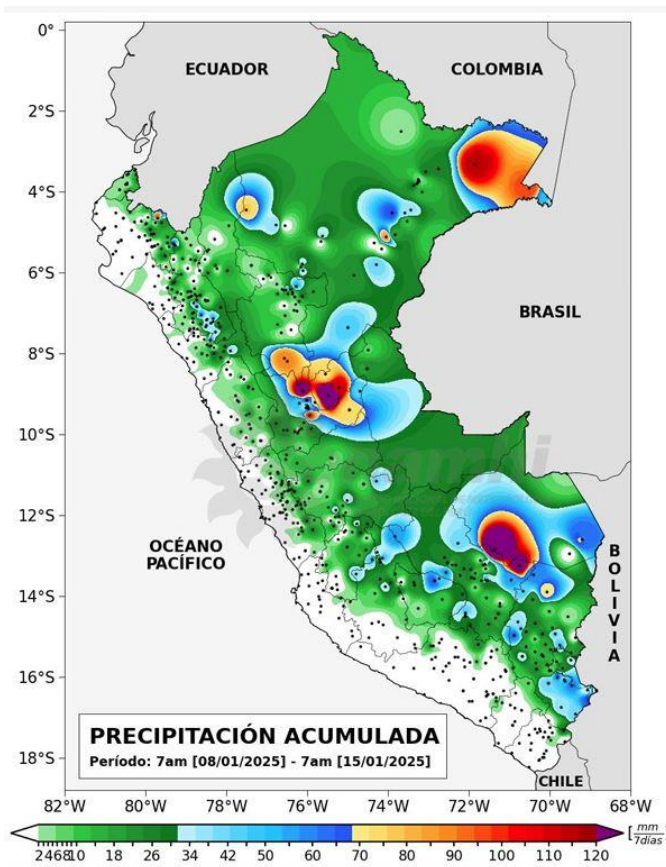 0°
ECUADOR
COLOMBIA
2°S
4°S
6°S
BRASIL
8°S
10°S
12°S
OCÉANO
PACÍFICO
BOLIVIA
14°S
16°S
PRECIPITACIÓN ACUMULADA
Período: 7am [08/01/2025] - 7am [15/01/2025]
18°S
CHILE
82°W 80°W 78°W 76°W 74°W 72°W 70°W 68°W
2 4 6 8 10 18 26 34 42 50 60 70 80 90 100 110 120
[mm
7días